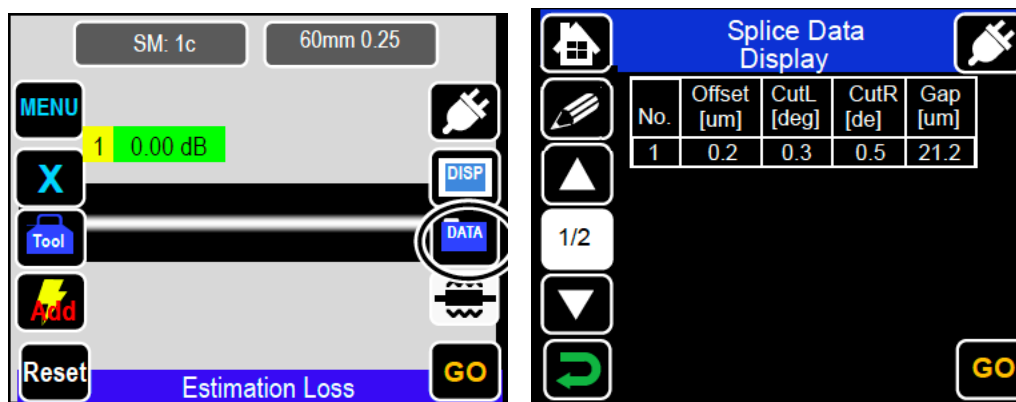 SM: 1c
60mm 0.25
MENU
1 0.00 dB
X
DISP
Tool
DATA
Add
Reset
Estimation Loss
GO
Splice Data
Display
No. Offset [um] CutL [deg] CutR [de] Gap [um]
1 0.2 0.3 0.5 21.2
1/2
GO